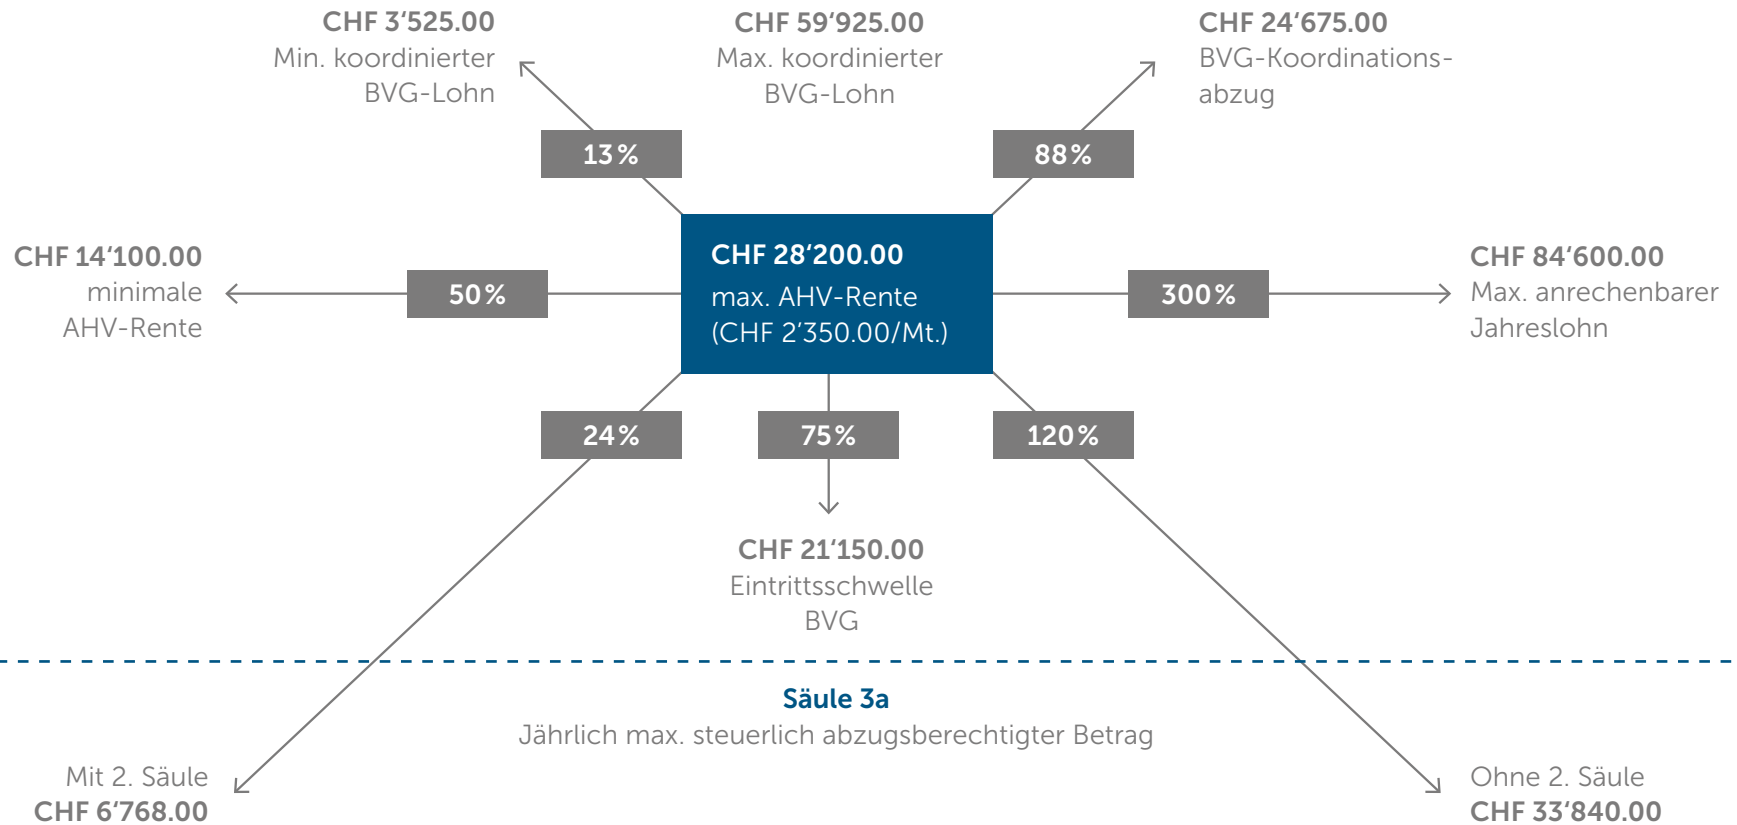 CHF 3‘525.00
Min. koordinierter
BVG-Lohn
CHF 59‘925.00
Max. koordinierter
BVG-Lohn
CHF 24‘675.00
BVG-Koordinations-
abzug
13 %
88 %
CHF 14‘100.00
minimale
AHV-Rente
50 %
CHF 28‘200.00
max. AHV-Rente
(CHF 2’350.00/Mt.)
300 %
CHF 84‘600.00
Max. anrechenbarer
Jahreslohn
24 %
75 %
120 %
CHF 21‘150.00
Eintrittsschwelle
BVG
Säule 3a
Jährlich max. steuerlich abzugsberechtigter Betrag
Mit 2. Säule
CHF 6‘768.00
Ohne 2. Säule
CHF 33‘840.00